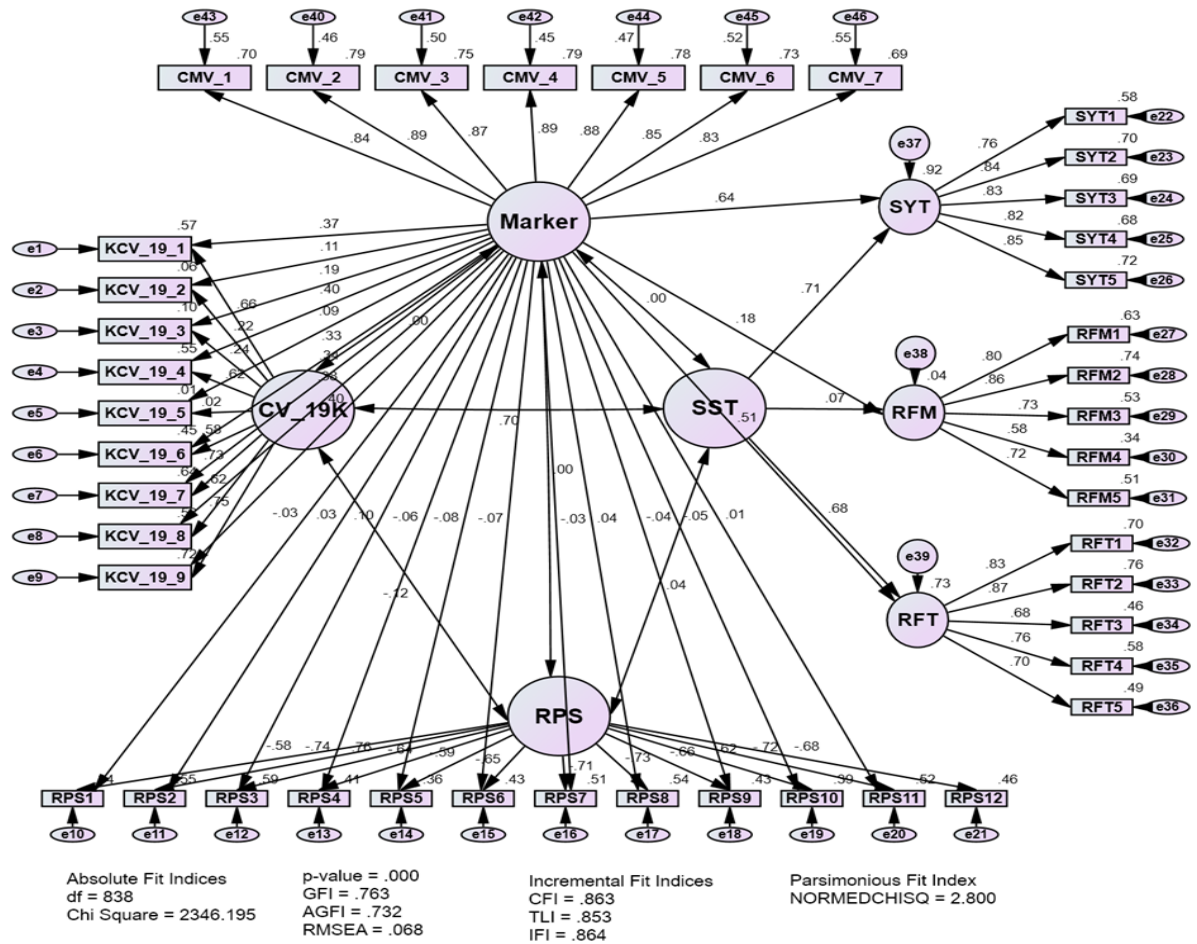 e43 e40 e41 e42 e44 e45 e46
.55 .46 .50 .45 .47 .52 .55
.70 .79 .75 .79 .78 .73 .69
CMV_1 CMV_2 CMV_3 CMV_4 CMV_5 CMV_6 CMV_7
.84 .89 .87 .89 .88 .85 .83
Marker
.64
.37
.11
.19
.40
.09
.33
.00
.00
.18
e37
.92
SYT
.71
.76
.84
.83
.82
.85
.58
SYT1 e22
.70
SYT2 e23
.69
SYT3 e24
.68
SYT4 e25
.72
SYT5 e26
.57
e1 KCV_19_1
.06
e2 KCV_19_2
.10
e3 KCV_19_3
.55
e4 KCV_19_4
.01
e5 KCV_19_5
.45
e6 KCV_19_6
.64
e7 KCV_19_7
e8 KCV_19_8
.72
e9 KCV_19_9
.66
.22
.24
.62
.02
.58
.73
.62
.75
.40
CV_19K
SST
.51
.70
.07
e38
.04
RFM
.80
.86
.73
.58
.72
.63
RFM1 e27
.74
RFM2 e28
.53
RFM3 e29
.34
RFM4 e30
.51
RFM5 e31
.00
.68
e39
.73
RFT
.83
.87
.68
.76
.70
.70
RFT1 e32
.76
RFT2 e33
.46
RFT3 e34
.58
RFT4 e35
.49
RFT5 e36
-.03 .03 .10 -.06 -.08 -.07 -.03 .04 -.04 -.05 .01
-.12
.04
RPS
-.58 -.74 .76 -.64 .59 -.65 -.71 -.73 -.66 .62 -.72 -.68
.55 .59 .41 .36 .43 .51 .54 .43 .39 .62 .46
RPS1 RPS2 RPS3 RPS4 RPS5 RPS6 RPS7 RPS8 RPS9 RPS10 RPS11 RPS12
e10 e11 e12 e13 e14 e15 e16 e17 e18 e19 e20 e21
Absolute Fit Indices
df = 838
Chi Square = 2346.195
p-value = .000
GFI = .763
AGFI = .732
RMSEA = .068
Incremental Fit Indices
CFI = .863
TLI = .853
IFI = .864
Parsimonious Fit Index
NORMEDCHISQ = 2.800